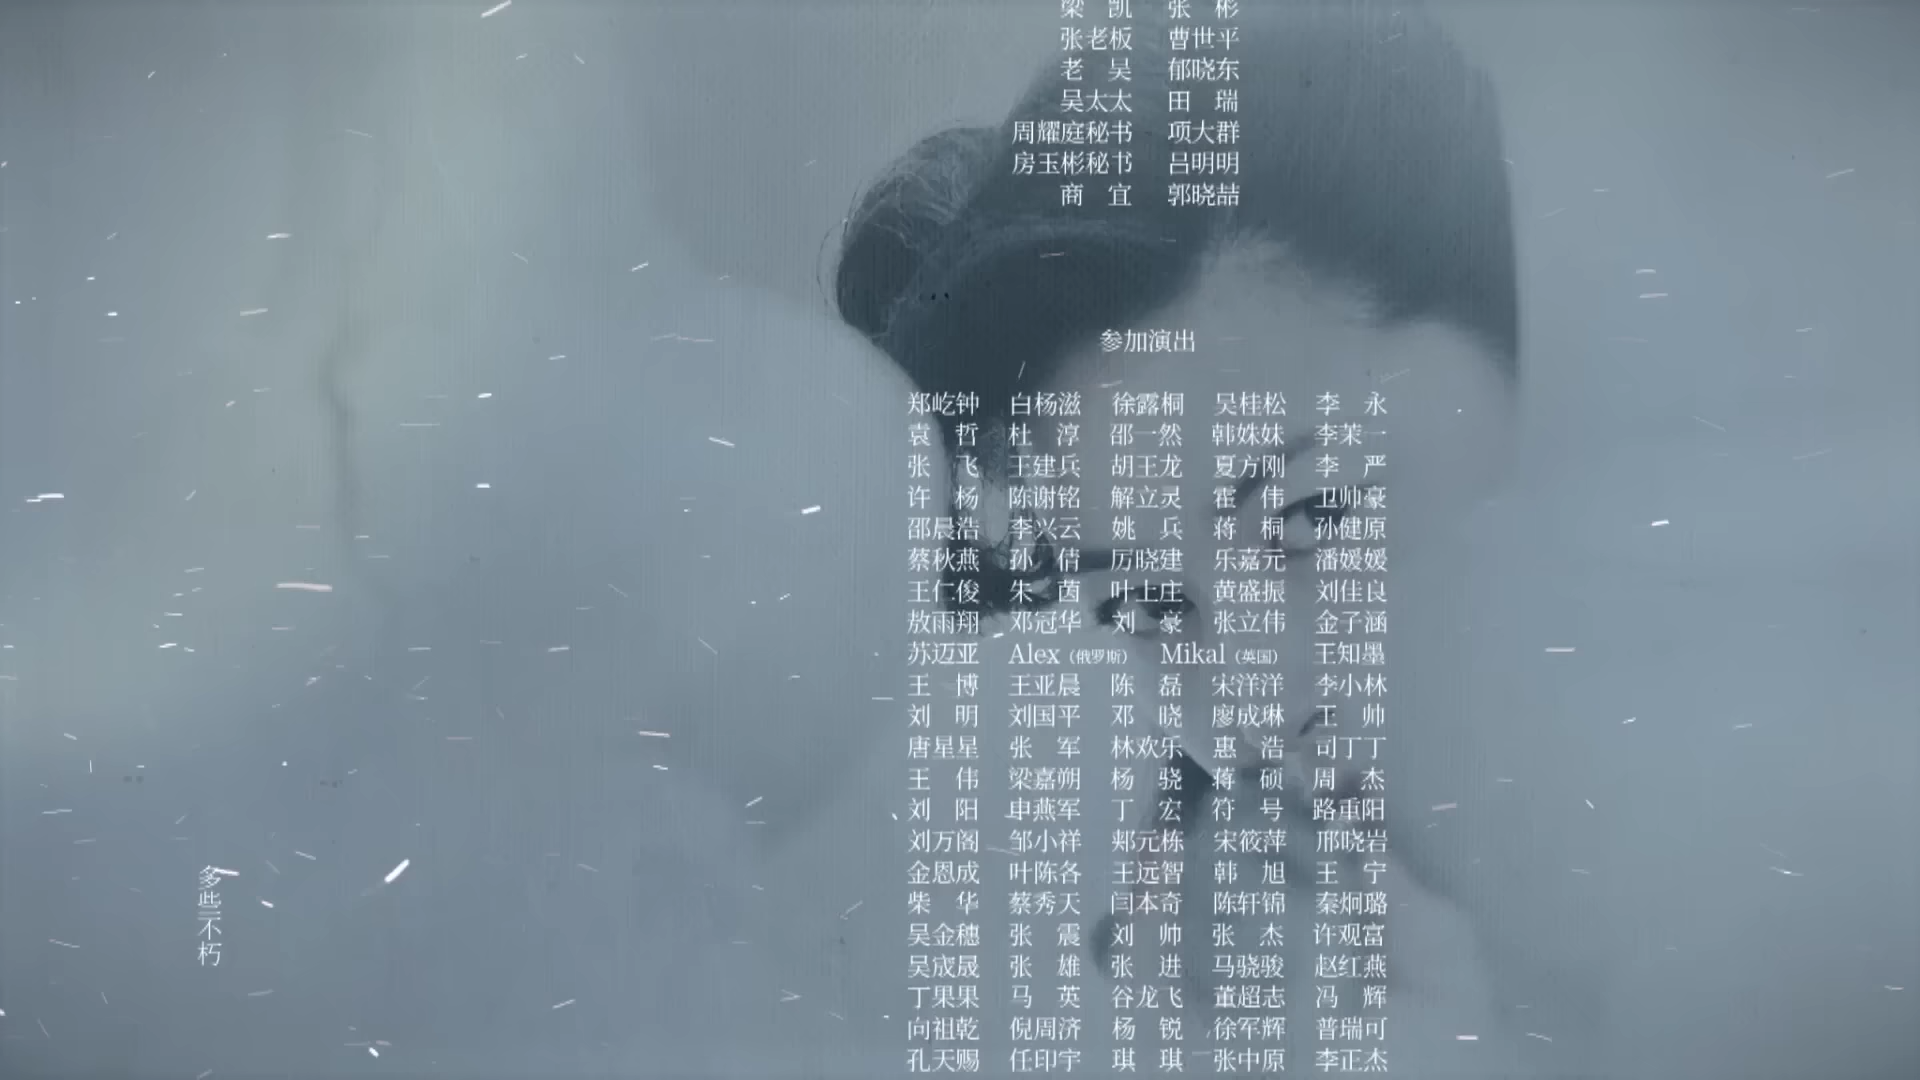 梁 凯 张 彬
张老板 曹世平
老 吴 郁晓东
吴太太 田 瑞
周耀庭秘书 项大群
房玉彬秘书 吕明明
商 宜 郭晓喆
参加演出
郑屹钟 白杨滋 徐露桐 吴桂松 李 永
袁 哲 杜 淳 邵一然 韩姝妹 李茉一
张 飞 王建兵 胡王龙 夏方刚 李 严
许 杨 陈谢铭 解立灵 霍 伟 卫帅豪
邵晨浩 李兴云 姚 兵 蒋 桐 孙健原
蔡秋燕 孙 倩 厉晓建 乐嘉元 潘媛媛
王仁俊 朱 茵 叶上庄 黄盛振 刘佳良
敖雨翔 邓冠华 刘 豪 张立伟 金子涵
苏迈亚 Alex（俄罗斯） Mikal（英国） 王知墨
王 博 王亚晨 陈 磊 宋洋洋 李小林
刘 明 刘国平 邓 晓 廖成琳 王 帅
唐星星 张 军 林欢乐 惠 浩 司丁丁
王 伟 梁嘉朔 杨 骁 蒋 硕 周 杰
刘 阳 申燕军 丁 宏 符 号 路重阳
刘万阁 邹小祥 郏元栋 宋筱萍 邢晓岩
金恩成 叶陈各 王远智 韩 旭 王 宁
柴 华 蔡秀天 闫本奇 陈轩锦 秦炯璐
吴金穗 张 震 刘 帅 张 杰 许观富
吴宬晟 张 雄 张 进 马骁骏 赵红燕
丁果果 马 英 谷龙飞 董超志 冯 辉
向祖乾 倪周济 杨 锐 徐军辉 普瑞可
孔天赐 任印宇 琪 琪 张中原 李正杰
多些不朽